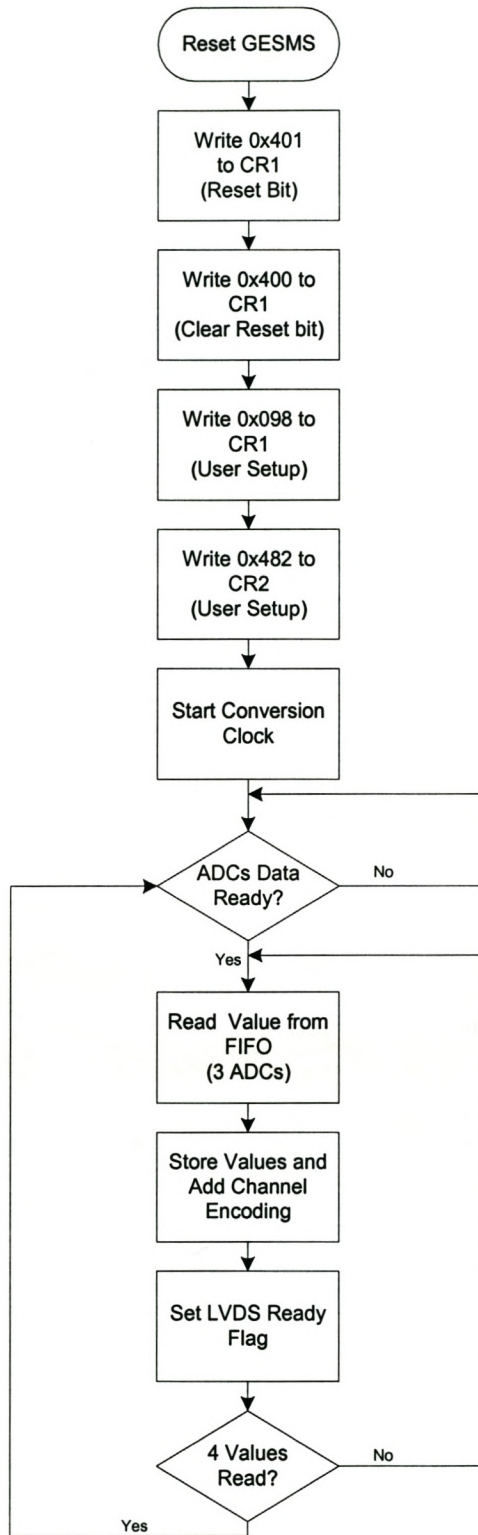 Reset GESMS
Write 0x401
to CR1
(Reset Bit)
Write 0x400 to
CR1
(Clear Reset bit)
Write 0x098 to
CR1
(User Setup)
Write 0x482 to
CR2
(User Setup)
Start Conversion
Clock
ADCs Data
Ready?
No
Yes
Read Value from
FIFO
(3 ADCs)
Store Values and
Add Channel
Encoding
Set LVDS Ready
Flag
4 Values
Read?
No
Yes